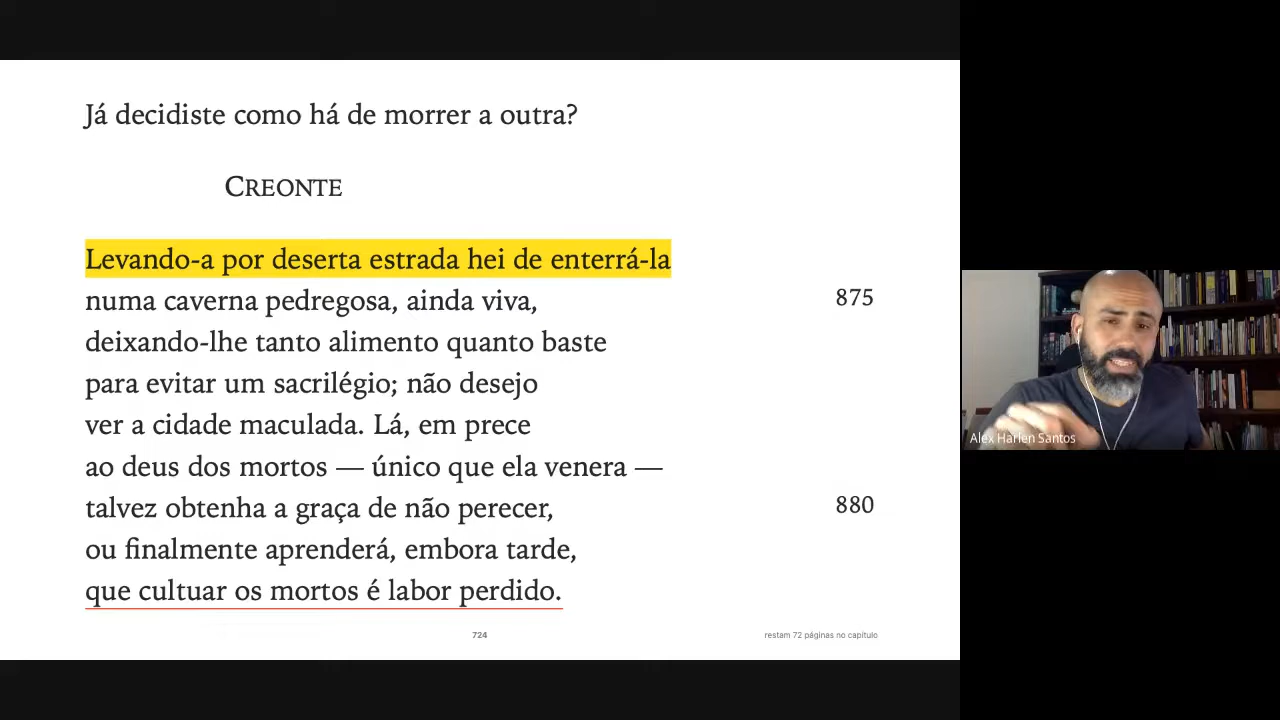 Já decidiste como há de morrer a outra?
CREONTE
Levando-a por deserta estrada hei de enterrá-la
numa caverna pedregosa, ainda viva, 875
deixando-lhe tanto alimento quanto baste
para evitar um sacrilégio; não desejo
ver a cidade maculada. Lá, em prece
ao deus dos mortos — único que ela venera —
talvez obtenha a graça de não perecer, 880
ou finalmente aprenderá, embora tarde,
que cultuar os mortos é labor perdido.
724 restam 72 páginas no capítulo
Alex Harlen Santos